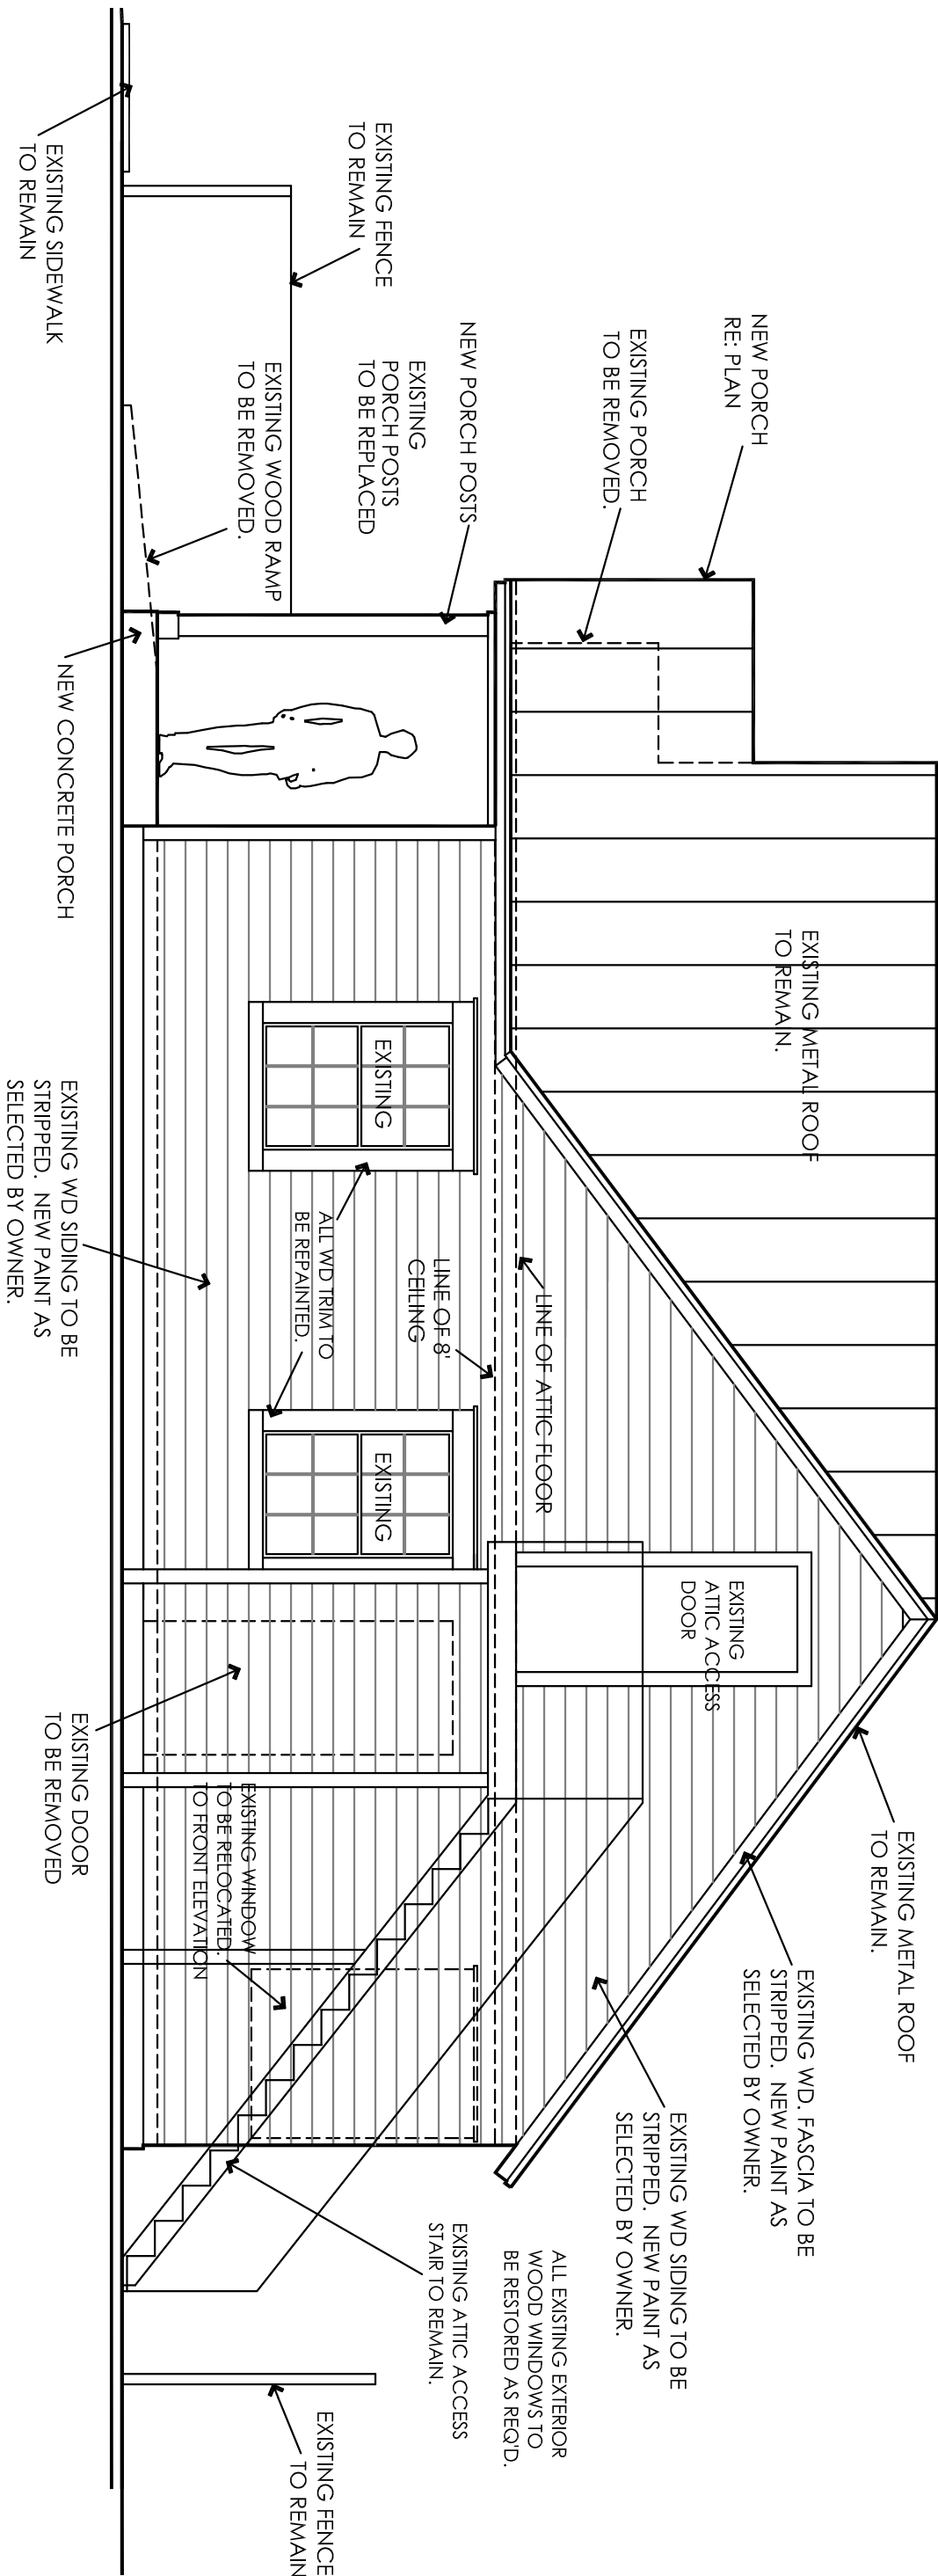 EXISTING SIDEWALK
TO REMAIN
EXISTING FENCE
TO REMAIN
NEW PORCH
RE: PLAN
EXISTING PORCH
TO BE REMOVED.
NEW PORCH POSTS
EXISTING
PORCH POSTS
TO BE REPLACED
EXISTING WOOD RAMP
TO BE REMOVED.
NEW CONCRETE PORCH
EXISTING METAL ROOF
TO REMAIN.
EXISTING
EXISTING WD SIDING TO BE
STRIPPED. NEW PAINT AS
SELECTED BY OWNER.
ALL WD TRIM TO
BE REPAINTED.
LINE OF 8'
CEILING
LINE OF ATTIC FLOOR
EXISTING
EXISTING
ATTIC ACCESS
DOOR
EXISTING DOOR
TO BE REMOVED
EXISTING WINDOW
TO BE RELOCATED.
TO FRONT ELEVATION
EXISTING METAL ROOF
TO REMAIN.
EXISTING WD. FASCIA TO BE
STRIPPED. NEW PAINT AS
SELECTED BY OWNER.
EXISTING WD SIDING TO BE
STRIPPED. NEW PAINT AS
SELECTED BY OWNER.
ALL EXISTING EXTERIOR
WOOD WINDOWS TO
BE RESTORED AS REQ'D.
EXISTING ATTIC ACCESS
STAIR TO REMAIN.
EXISTING FENCE
TO REMAIN